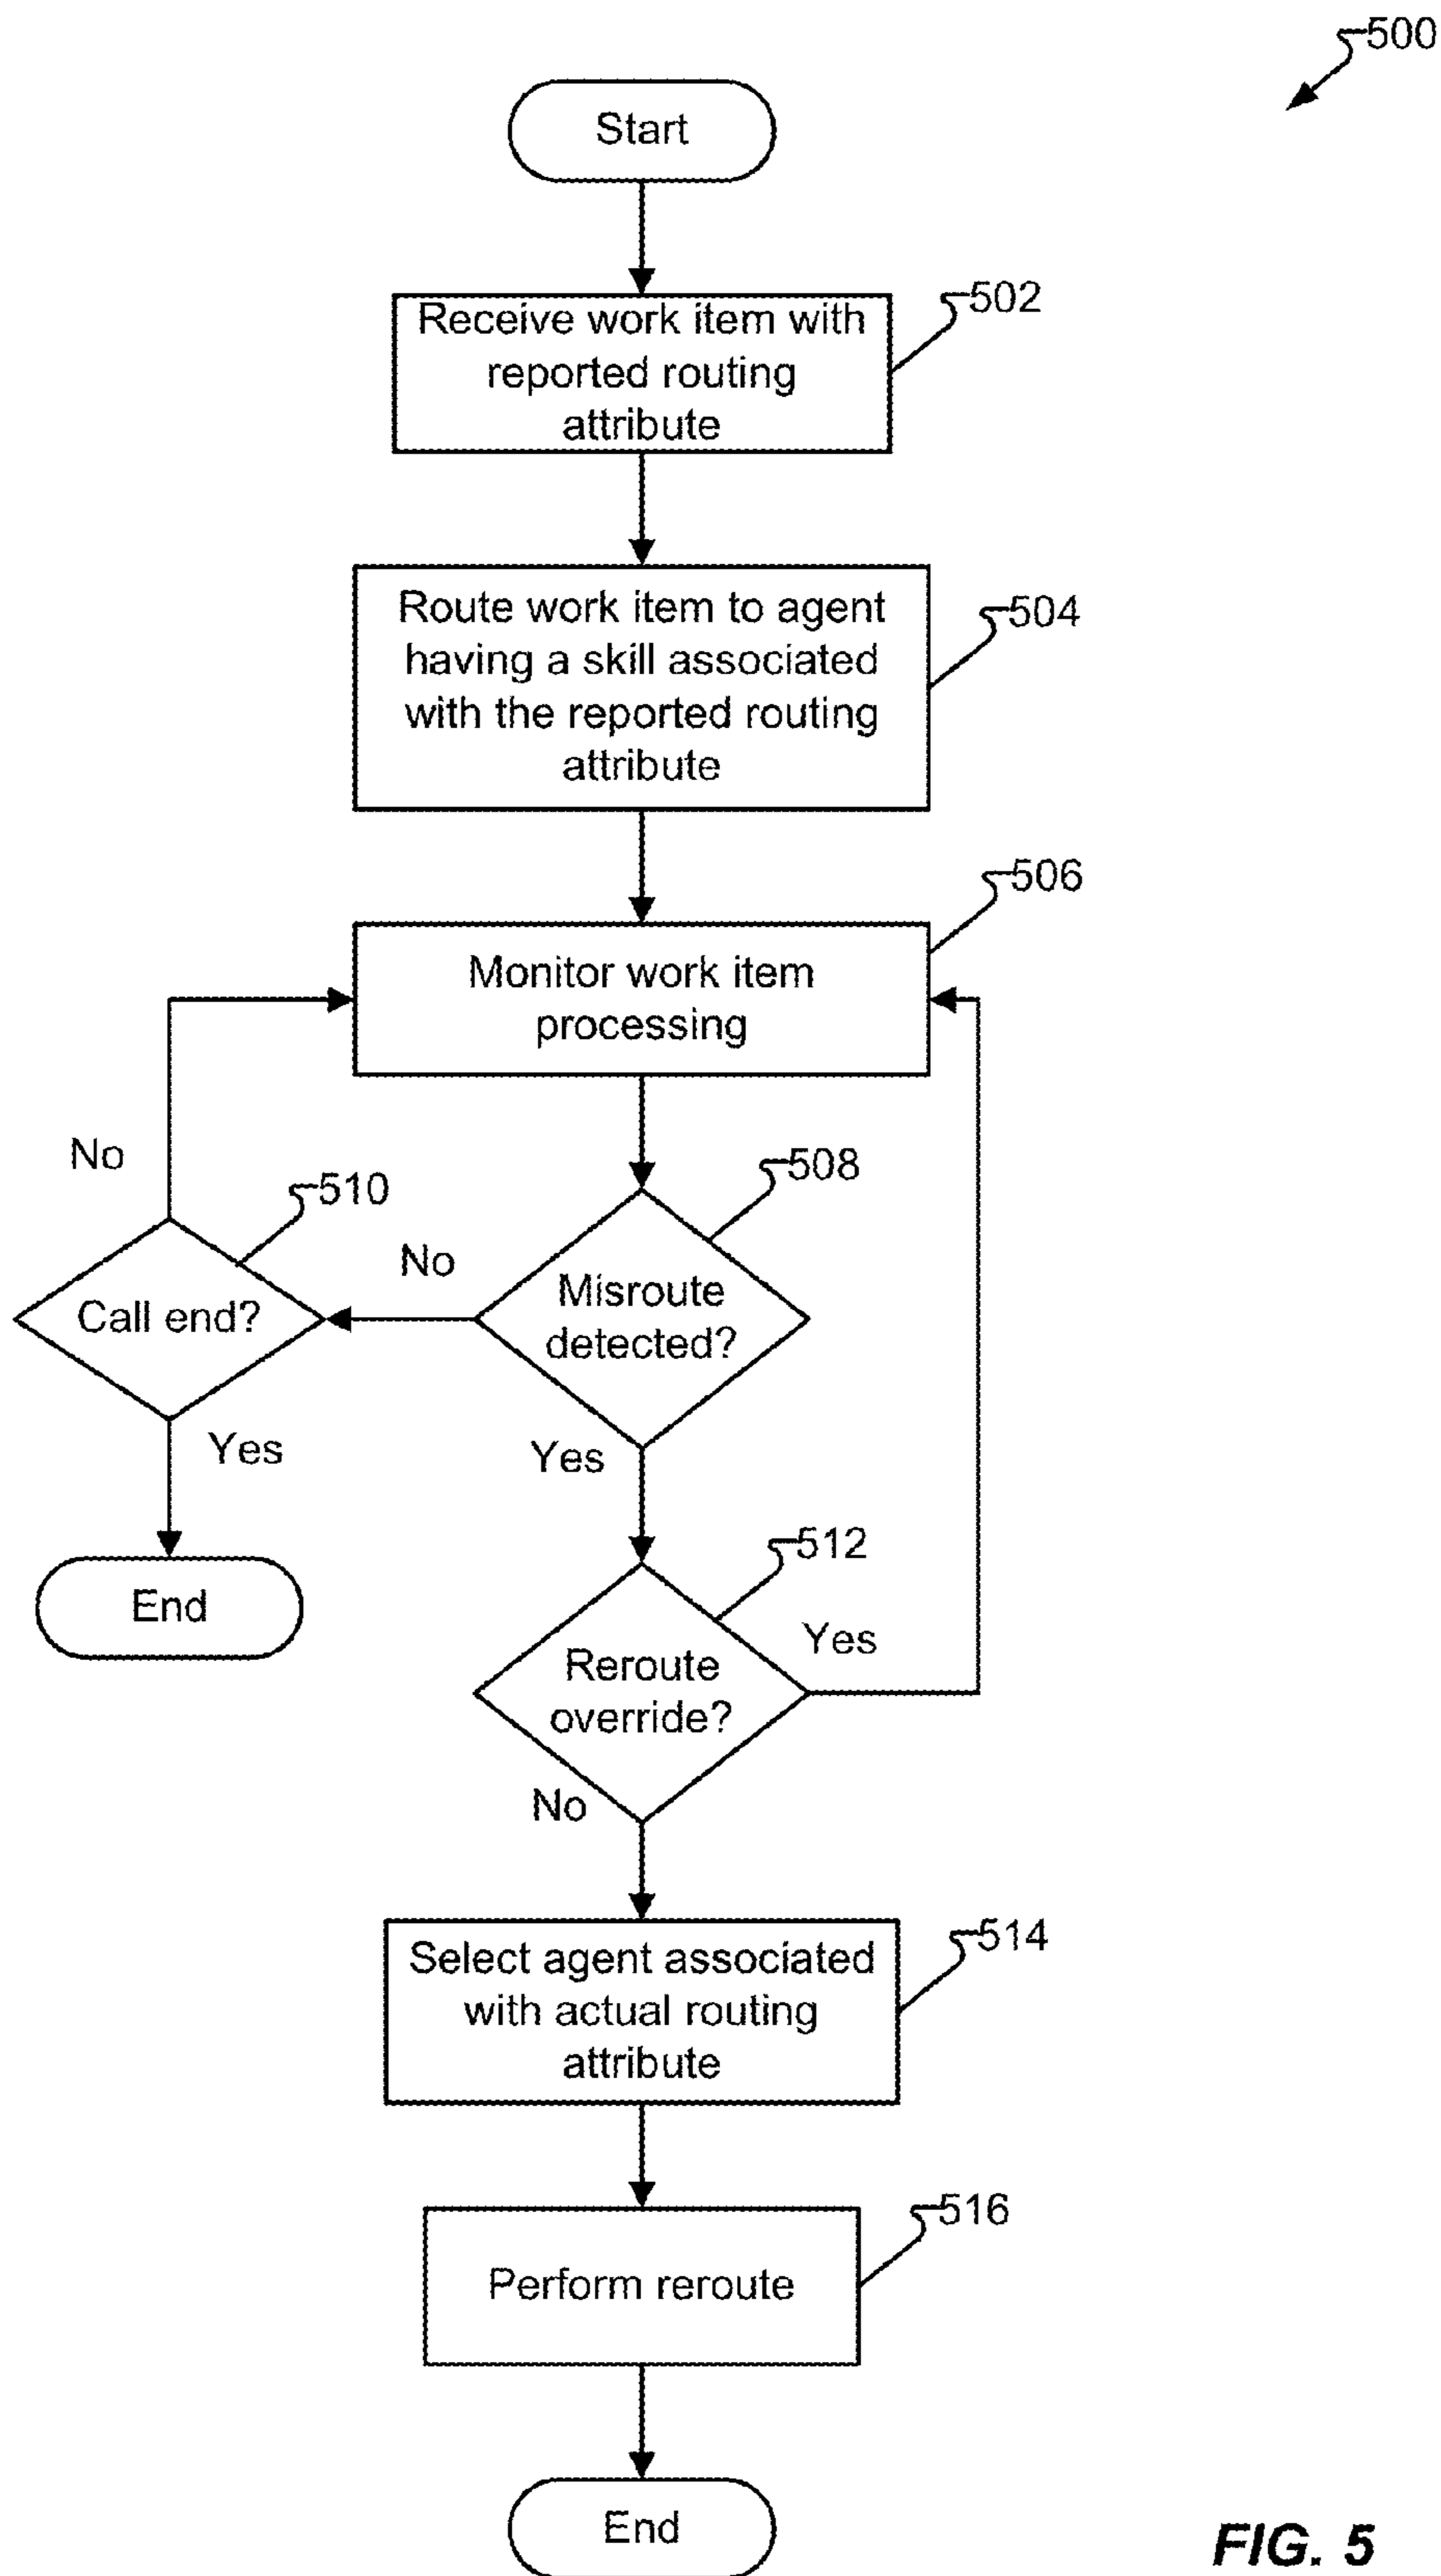 500
Start
Receive work item with
reported routing
attribute
502
Route work item to agent
having a skill associated
with the reported routing
attribute
504
506
Monitor work item
processing
No
508
510
No
Misroute
detected?
Call end?
Yes
Yes
512
End
Yes
Reroute
override?
No
Select agent associated
with actual routing
attribute
514
516
Perform reroute
End
FIG. 5